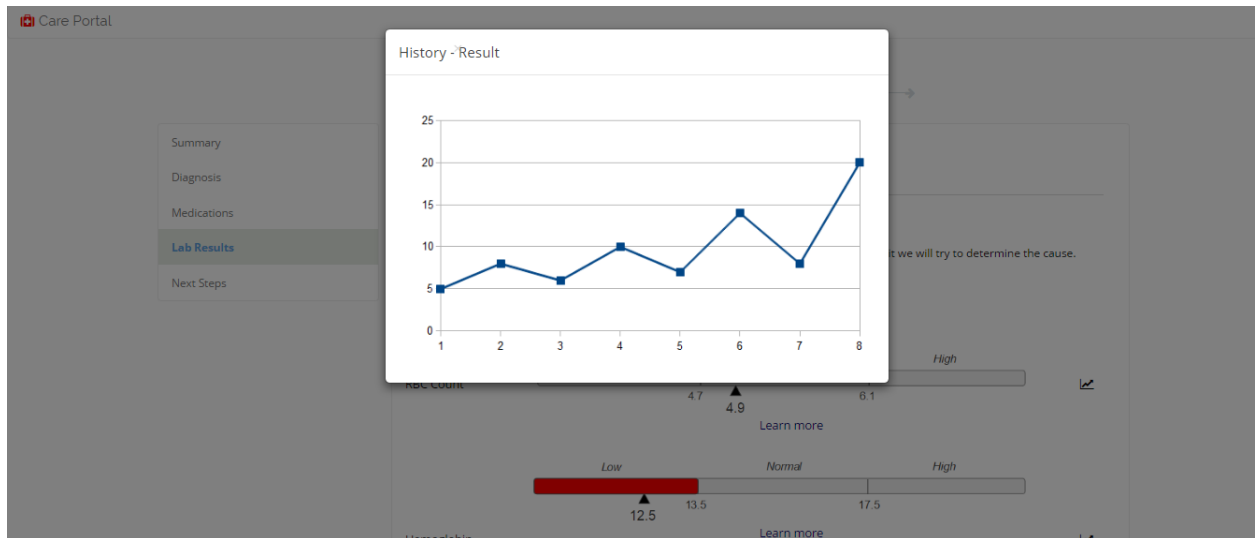 Care Portal
History - Result
Summary
Diagnosis
Medications
Lab Results
Next Steps
25
20
15
10
5
0
1 2 3 4 5 6 7 8
it we will try to determine the cause.
High
RBC Count
4.7 6.1
4.9
Learn more
Low Normal High
13.5 17.5
12.5
Learn more
Hemoglobin